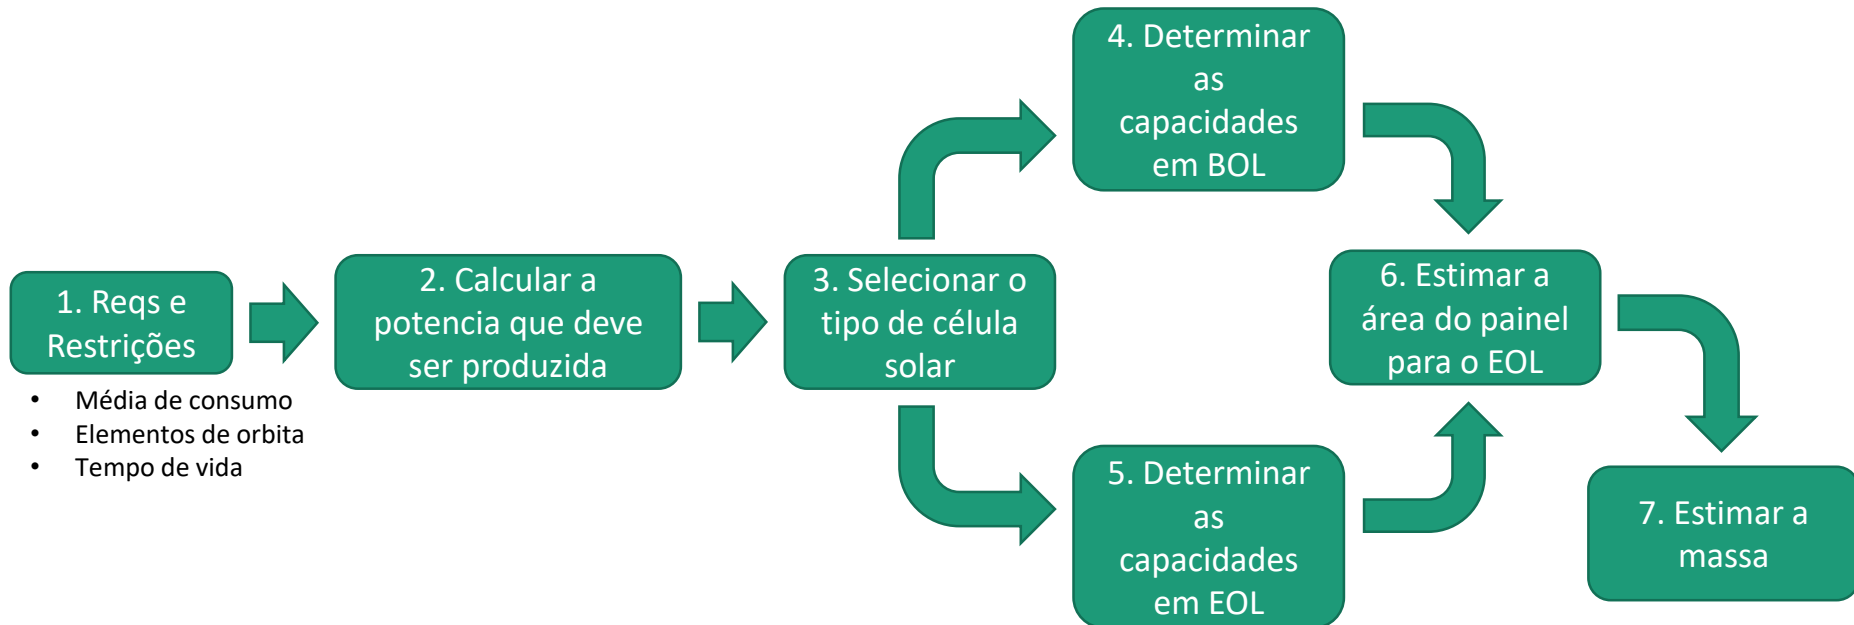 1. Reqs e
Restrições
• Média de consumo
• Elementos de orbita
• Tempo de vida
2. Calcular a
potencia que deve
ser produzida
3. Selecionar o
tipo de célula
solar
4. Determinar
as
capacidades
em BOL
5. Determinar
as
capacidades
em EOL
6. Estimar a
área do painel
para o EOL
7. Estimar a
massa